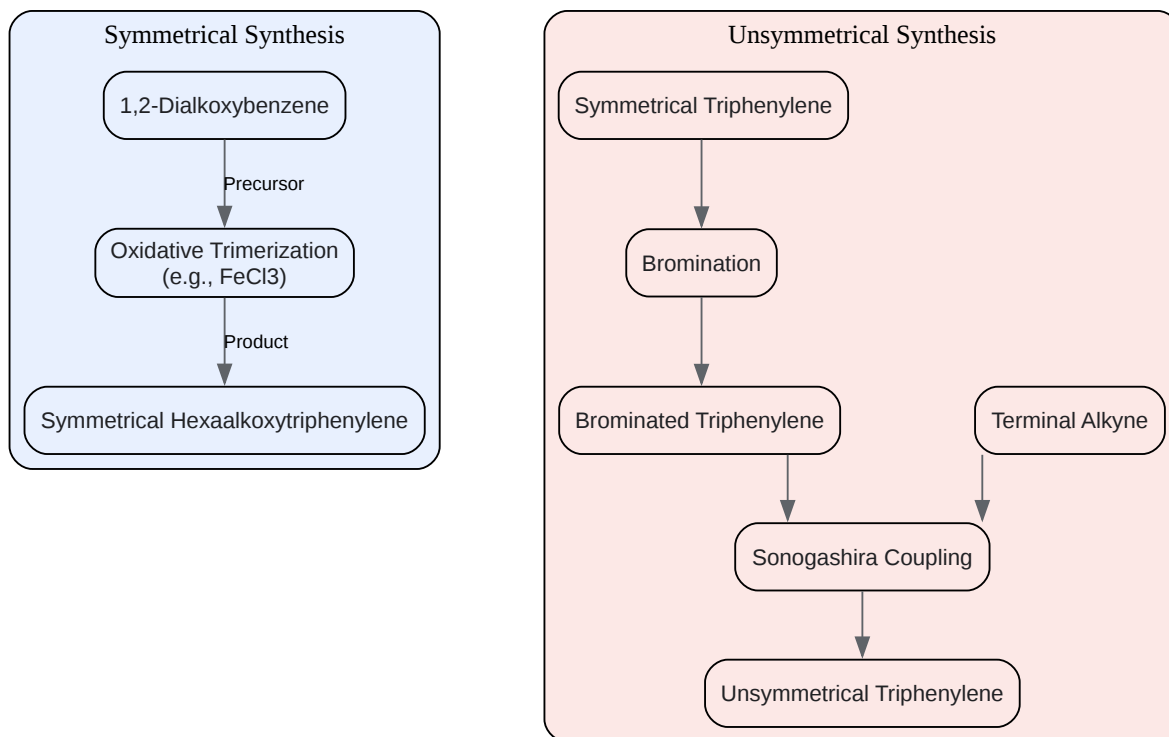 Symmetrical Synthesis
1,2-Dialkoxybenzene
Precursor
Oxidative Trimerization
(e.g., FeCl3)
Product
Symmetrical Hexaalkoxytriphenylene
Unsymmetrical Synthesis
Symmetrical Triphenylene
Bromination
Brominated Triphenylene
Terminal Alkyne
Sonogashira Coupling
Unsymmetrical Triphenylene